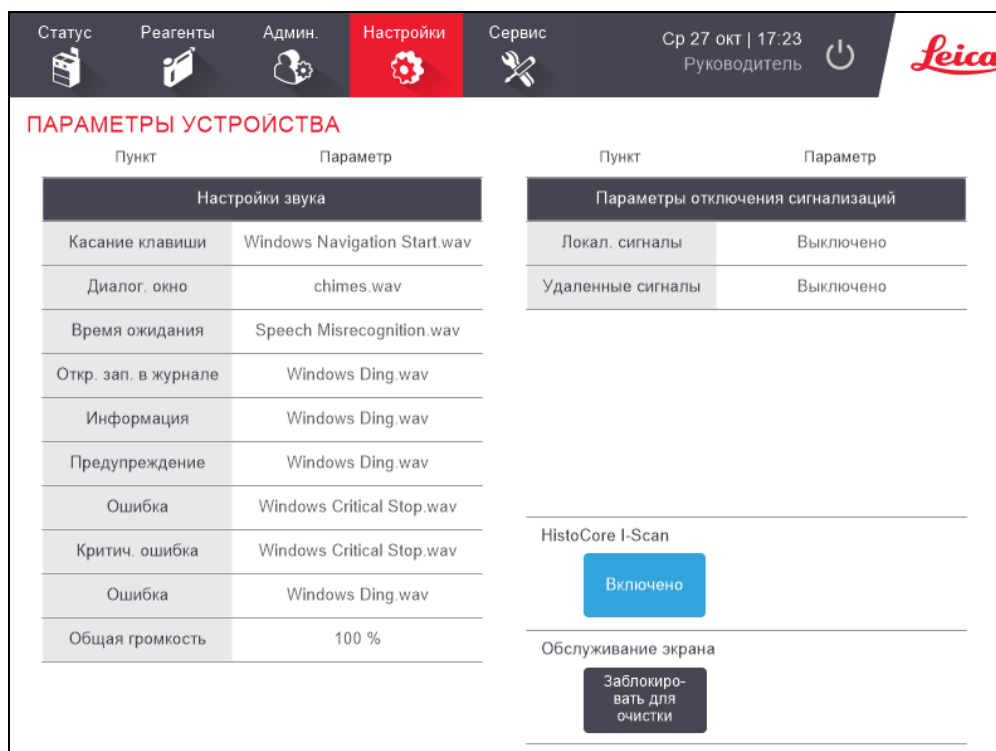 Статус Реагенты Админ. Настройки Сервис
Ср 27 окт | 17:23
Руководитель
Leica
ПАРАМЕТРЫ УСТРОЙСТВА
Пункт Параметр
Настройки звука
Касание клавиши Windows Navigation Start.wav
Диалог. окно chimes.wav
Время ожидания Speech Misrecognition.wav
Откр. зап. в журнале Windows Ding.wav
Информация Windows Ding.wav
Предупреждение Windows Ding.wav
Ошибка Windows Critical Stop.wav
Критич. ошибка Windows Critical Stop.wav
Ошибка Windows Ding.wav
Общая громкость 100 %
Пункт Параметр
Параметры отключения сигнализаций
Локал. сигналы Выключено
Удаленные сигналы Выключено
HistoCore I-Scan
Включено
Обслуживание экрана
Заблокиро-
вать для
очистки